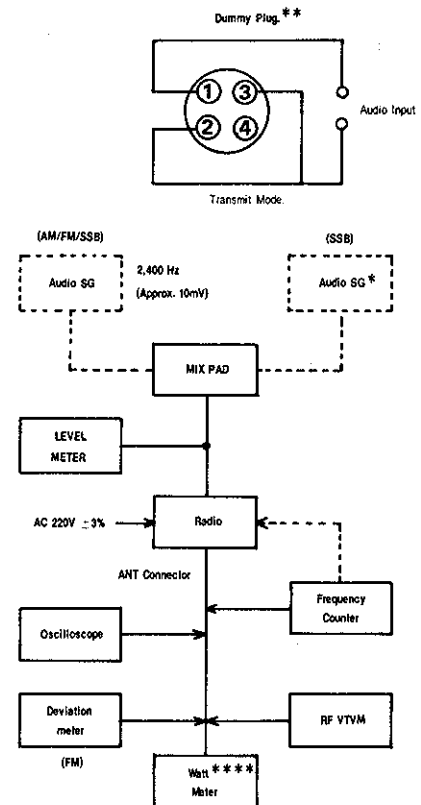 Dummy Plug.**
1 3
2 4
Audio Input
Transmit Mode.
(AM/FM/SSB)
(SSB)
Audio SG
2,400 Hz
(Approx. 10mV)
Audio SG*
MIX PAD
LEVEL
METER
AC 220V ±3%
Radio
ANT Connector
Frequency
Counter
Oscilloscope
Deviation
meter
RF VTVM
(FM)
Watt ****
Meter